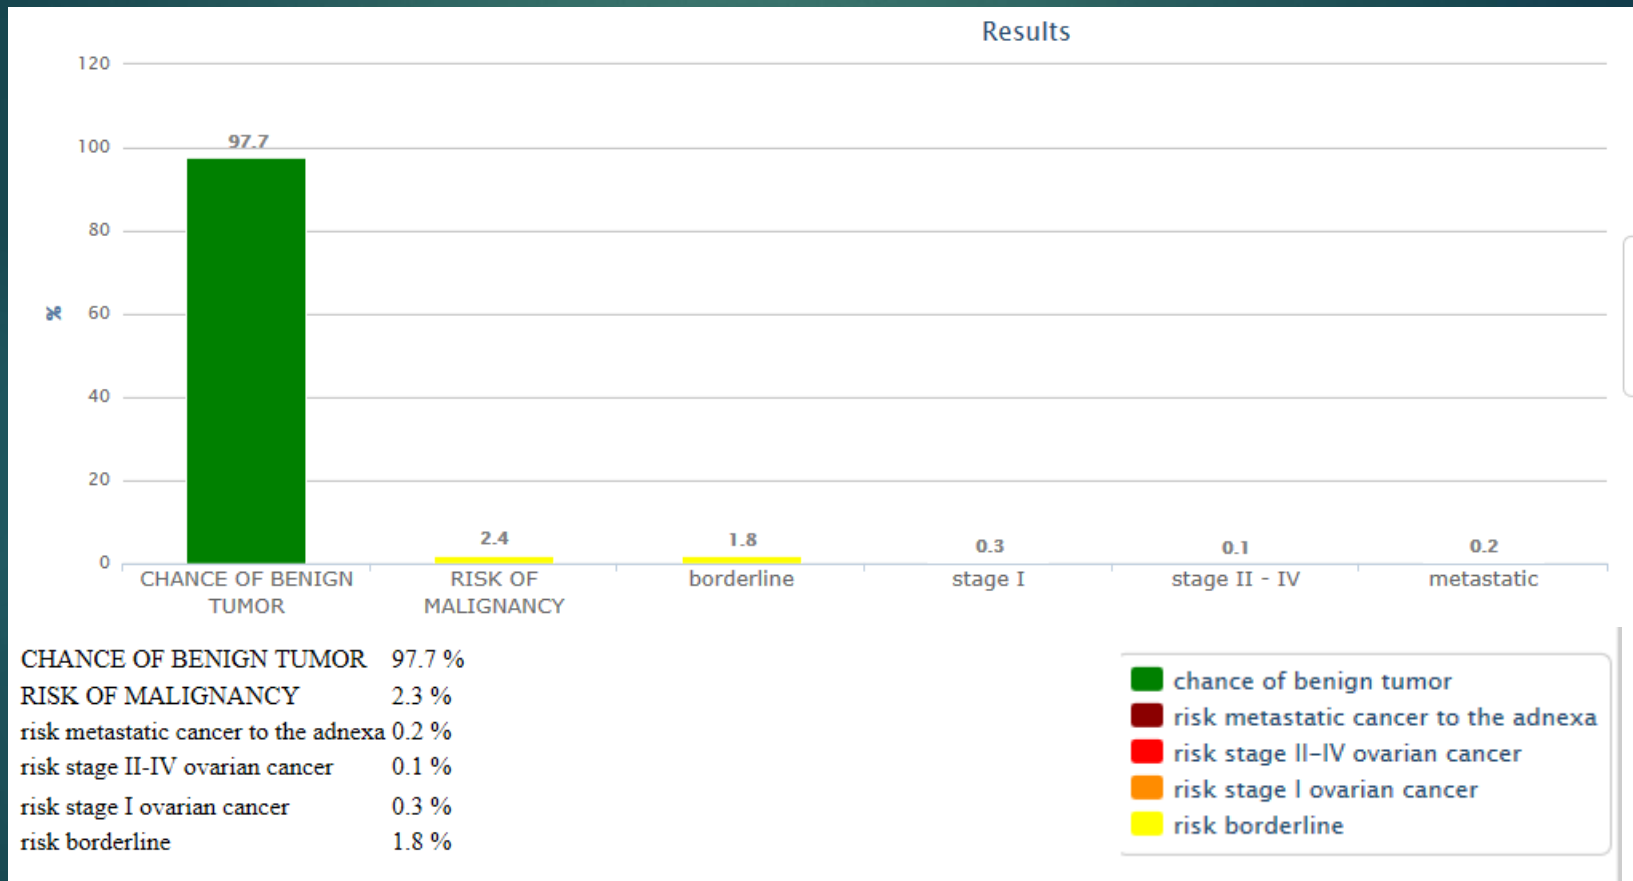 Results
120
100
80
60
40
20
0
%
97.7
2.4
1.8
0.3
0.1
0.2
CHANCE OF BENIGN
TUMOR
RISK OF
MALIGNANCY
borderline
stage I
stage II - IV
metastatic
CHANCE OF BENIGN TUMOR 97.7 %
RISK OF MALIGNANCY 2.3 %
risk metastatic cancer to the adnexa 0.2 %
risk stage II-IV ovarian cancer 0.1 %
risk stage I ovarian cancer 0.3 %
risk borderline 1.8 %
chance of benign tumor
risk metastatic cancer to the adnexa
risk stage II-IV ovarian cancer
risk stage I ovarian cancer
risk borderline